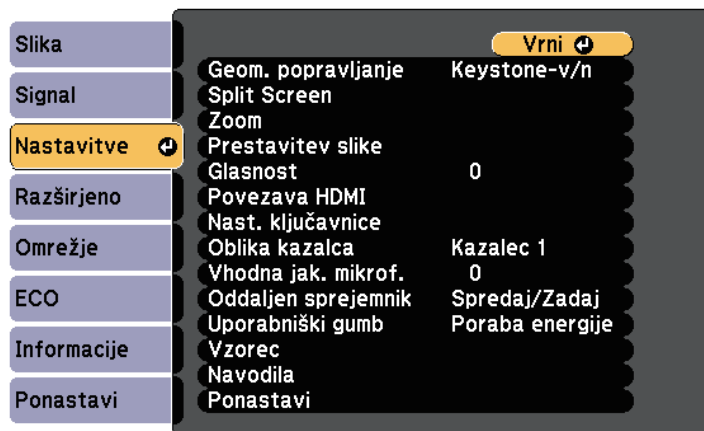 Slika
Signal
Nastavitve
Razširjeno
Omrežje
ECO
Informacije
Ponastavi
Vrni
Geom. popravljanje Keystone-v/n
Split Screen
Zoom
Prestavitev slike
Glasnost 0
Povezava HDMI
Nast. ključavnice
Oblika kazalca Kazalec 1
Vhodna jak. mikrof. 0
Oddaljen sprejemnik Spredaj/Zadaj
Uporabniški gumb Poraba energije
Vzorec
Navodila
Ponastavi